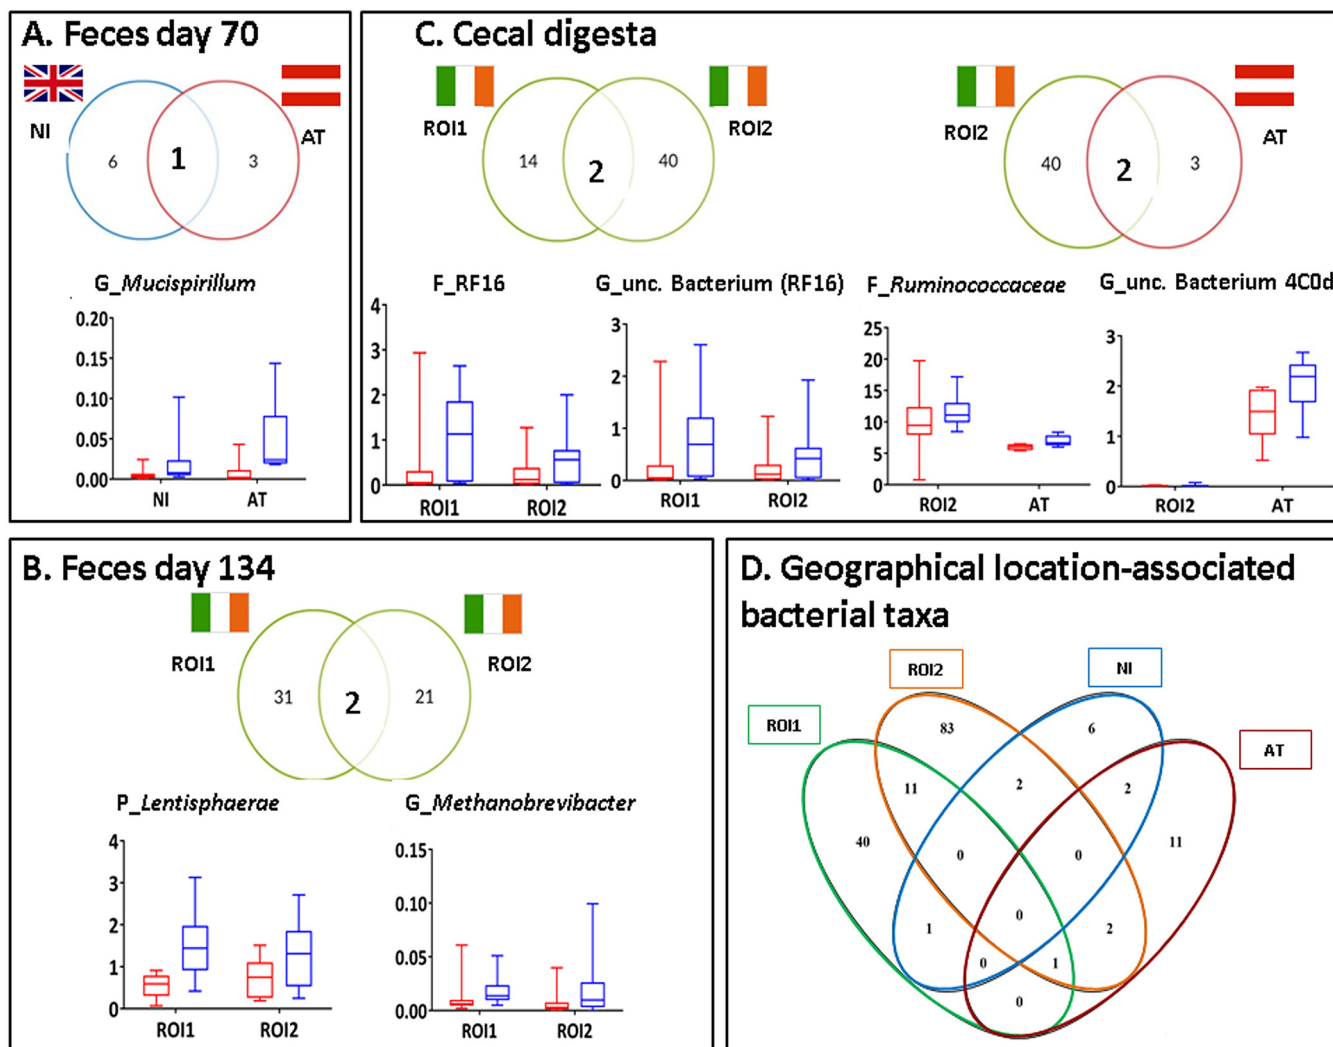 A. Feces day 70
NI
AT
6
1
3
G_Mucispirillum
0.20
0.15
0.10
0.05
0.00
NI
AT
C. Cecal digesta
ROI1
ROI2
14
2
40
ROI2
AT
40
2
3
F_RF16
4
3
2
1
0
ROI1
ROI2
G_unc. Bacterium (RF16)
3
2
1
0
ROI1
ROI2
F_Ruminococcaceae
25
20
15
10
5
0
ROI2
AT
G_unc. Bacterium 4C0d
3
2
1
0
ROI2
AT
B. Feces day 134
ROI1
ROI2
31
2
21
P_Lentisphaerae
4
3
2
1
0
ROI1
ROI2
G_Methanobrevibacter
0.15
0.10
0.05
0.00
ROI1
ROI2
D. Geographical location-associated
bacterial taxa
ROI2
NI
ROI1
AT
83
6
11
2
2
40
11
0
0
0
1
2
0
1
0